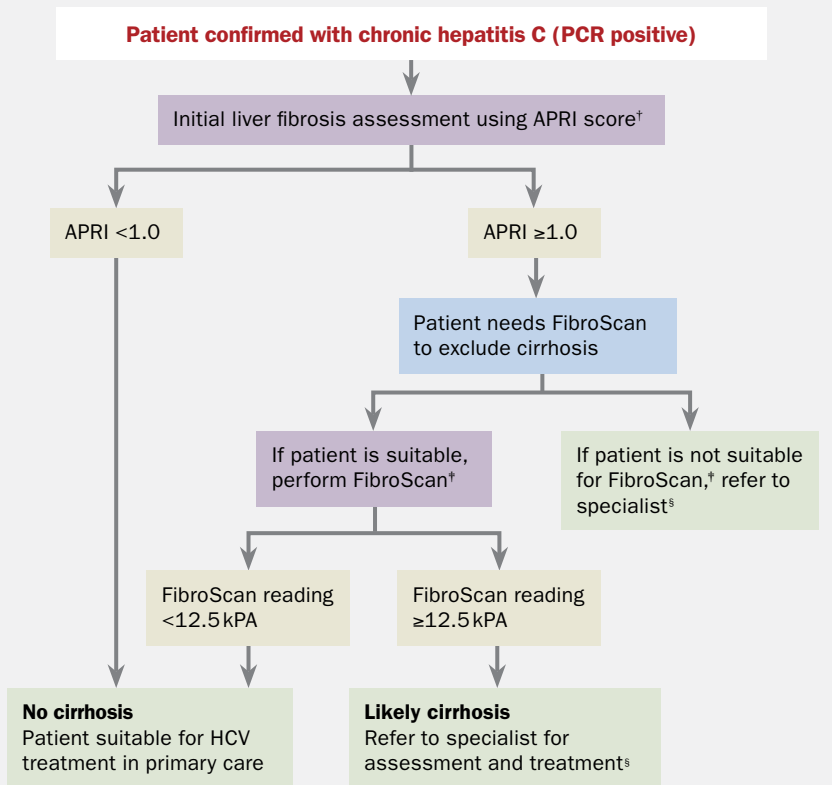 Patient confirmed with chronic hepatitis C (PCR positive)
Initial liver fibrosis assessment using APRI score†
APRI <1.0
APRI ≥1.0
Patient needs FibroScan
to exclude cirrhosis
If patient is suitable,
perform FibroScan‡
If patient is not suitable
for FibroScan,‡ refer to
specialist§
FibroScan reading
<12.5 kPA
FibroScan reading
≥12.5 kPA
No cirrhosis
Patient suitable for HCV
treatment in primary care
Likely cirrhosis
Refer to specialist for
assessment and treatment§